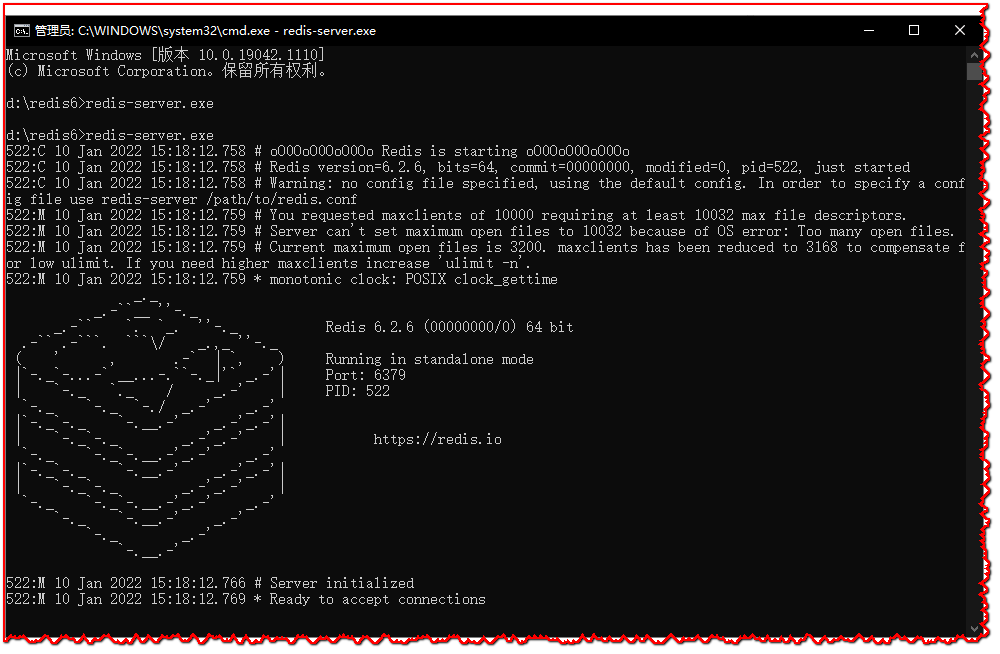 管理员: C:\WINDOWS\system32\cmd.exe - redis-server.exe
Microsoft Windows [版本 10.0.19042.1110]
(c) Microsoft Corporation。保留所有权利。
d:\redis6>redis-server.exe
d:\redis6>redis-server.exe
522:C 10 Jan 2022 15:18:12.758 # oO0OoO0OoO0Oo Redis is starting oO0OoO0OoO0Oo
522:C 10 Jan 2022 15:18:12.758 # Redis version=6.2.6, bits=64, commit=00000000, modified=0, pid=522, just started
522:C 10 Jan 2022 15:18:12.758 # Warning: no config file specified, using the default config. In order to specify a conf
ig file use redis-server /path/to/redis.conf
522:M 10 Jan 2022 15:18:12.759 # You requested maxclients of 10000 requiring at least 10032 max file descriptors.
522:M 10 Jan 2022 15:18:12.759 # Server can't set maximum open files to 10032 because of OS error: Too many open files.
522:M 10 Jan 2022 15:18:12.759 # Current maximum open files is 3200. maxclients has been reduced to 3168 to compensate f
or low ulimit. If you need higher maxclients increase 'ulimit -n'.
522:M 10 Jan 2022 15:18:12.759 * monotonic clock: POSIX clock_gettime
Redis 6.2.6 (00000000/0) 64 bit
Running in standalone mode
Port: 6379
PID: 522
https://redis.io
522:M 10 Jan 2022 15:18:12.766 # Server initialized
522:M 10 Jan 2022 15:18:12.769 * Ready to accept connections